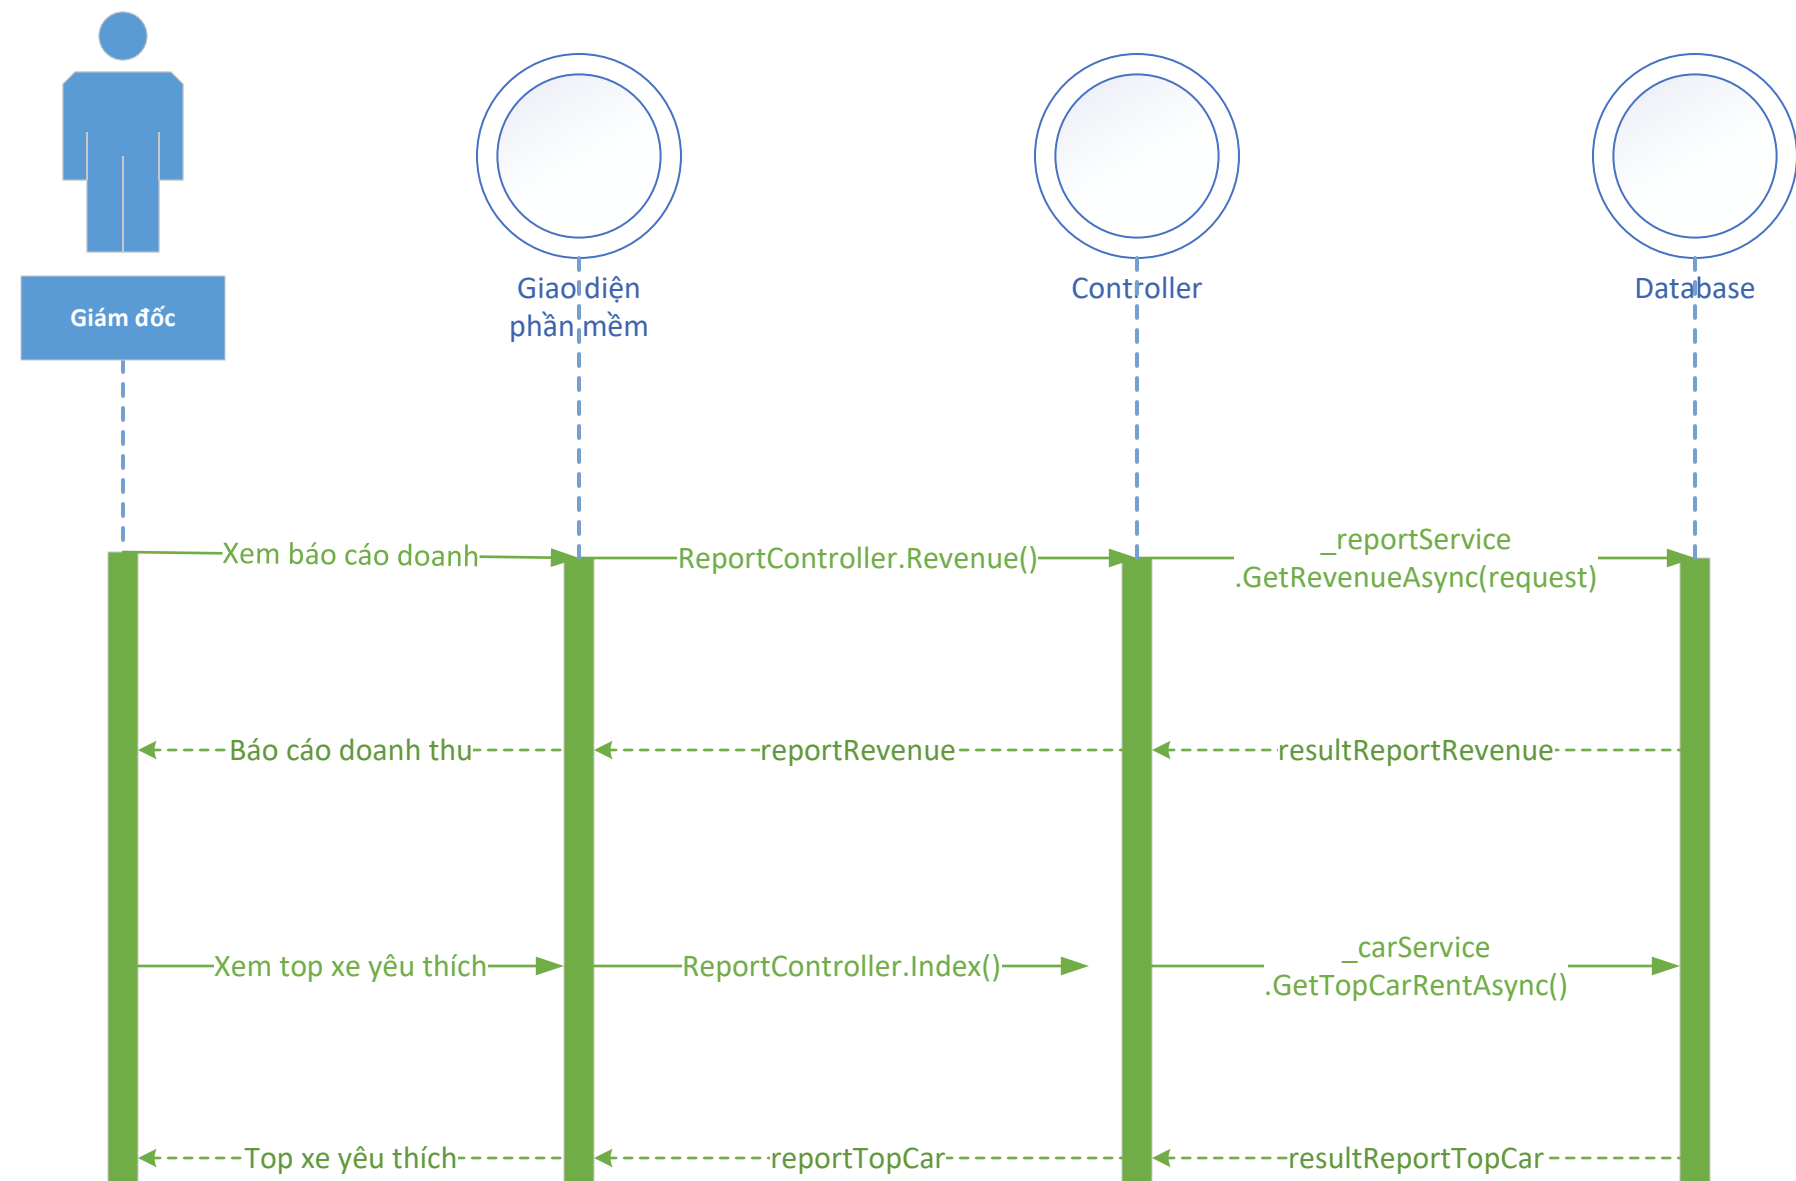 Giám đốc
Giao diện
phần mềm
Controller
Database
Xem báo cáo doanh
ReportController.Revenue()
_reportService
.GetRevenueAsync(request)
Báo cáo doanh thu
reportRevenue
resultReportRevenue
Xem top xe yêu thích
ReportController.Index()
_carService
.GetTopCarRentAsync()
Top xe yêu thích
reportTopCar
resultReportTopCar